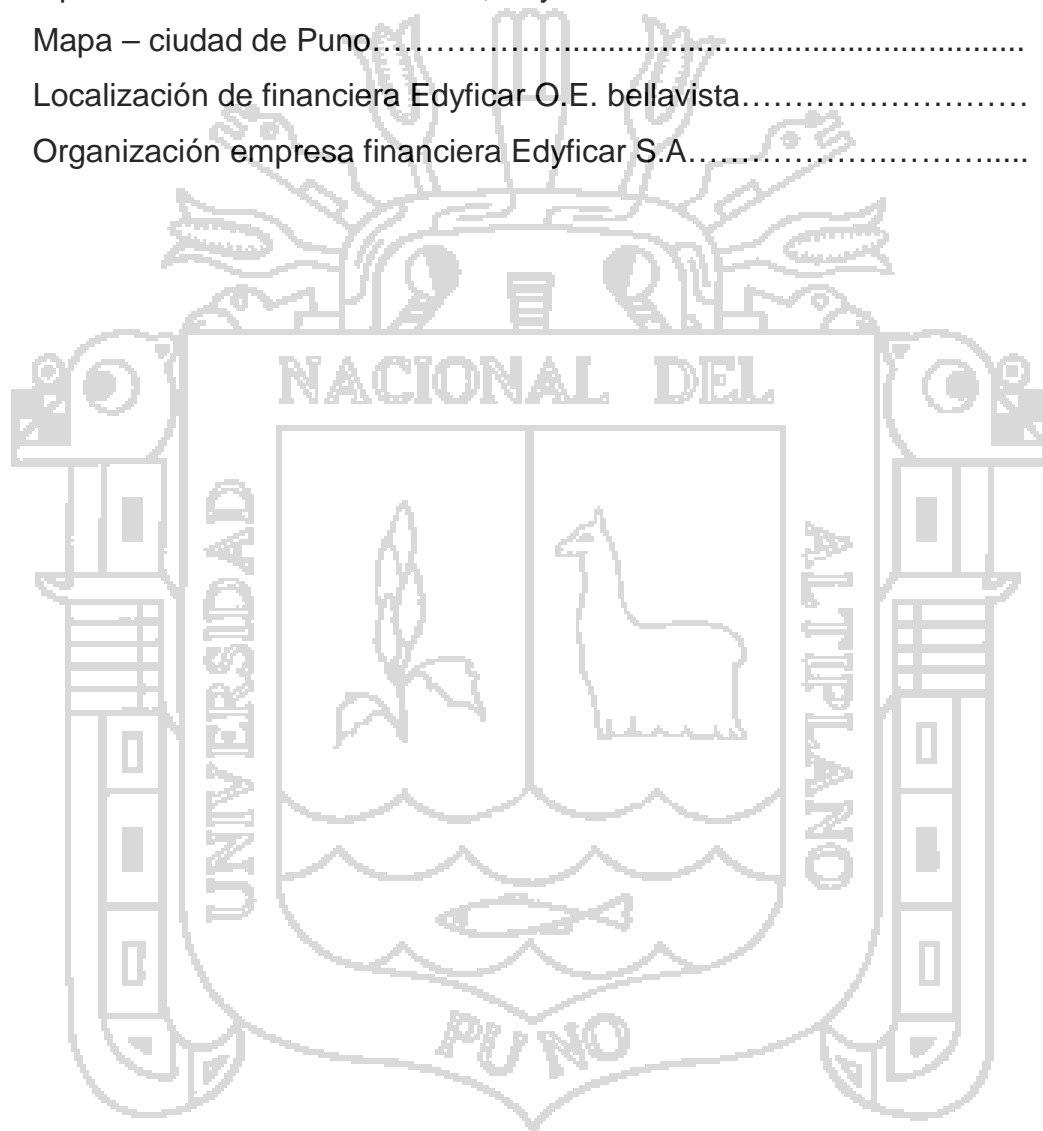 Mapa – ciudad de Puno……………….........................................................
Localización de financiera Edyficar O.E. bellavista………………………
Organización empresa financiera Edyficar S.A……………………….....
NACIONAL DEL
UNIVERSIDAD
ALTIPLANO
PUNO